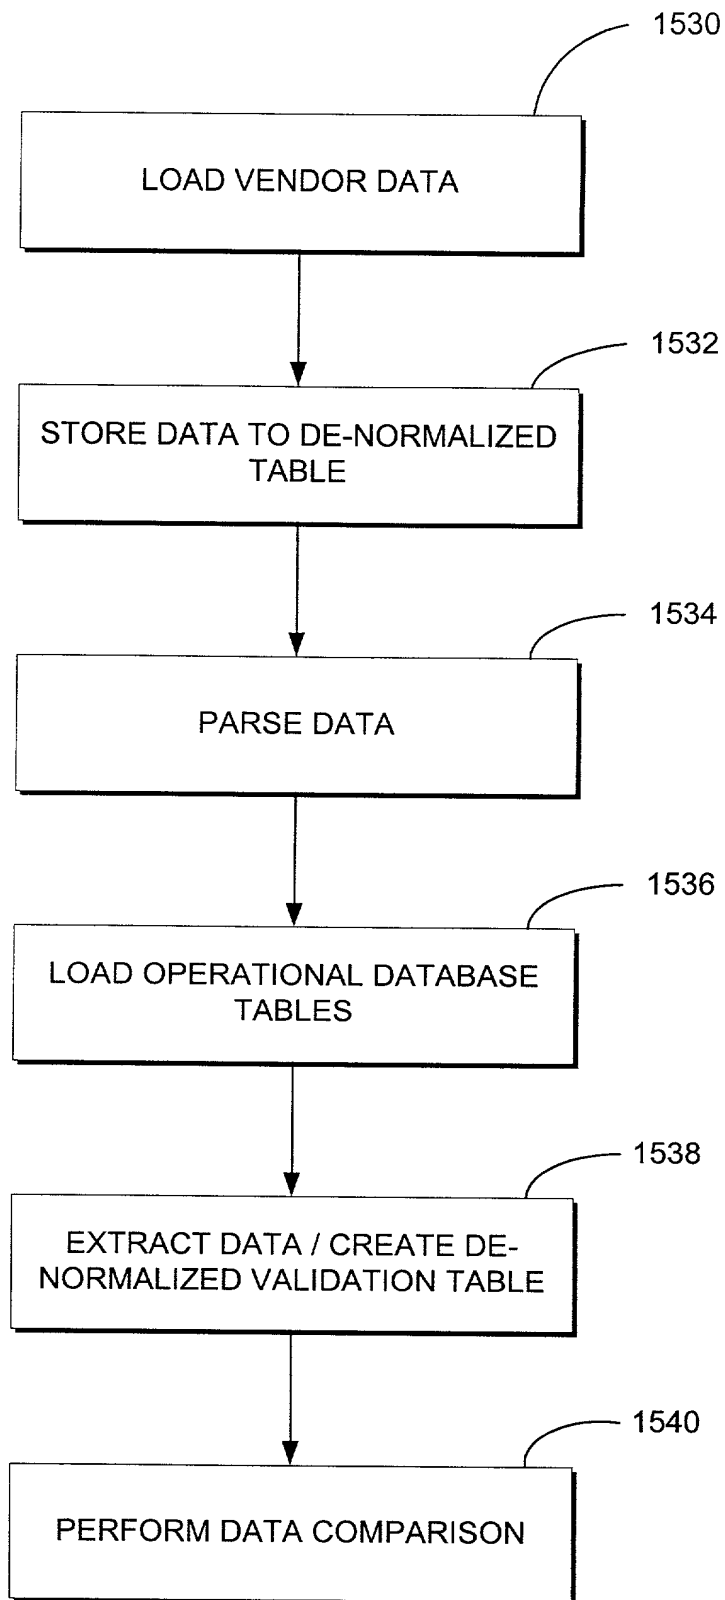 1530
LOAD VENDOR DATA
1532
STORE DATA TO DE-NORMALIZED
TABLE
1534
PARSE DATA
1536
LOAD OPERATIONAL DATABASE
TABLES
1538
EXTRACT DATA / CREATE DE-
NORMALIZED VALIDATION TABLE
1540
PERFORM DATA COMPARISON